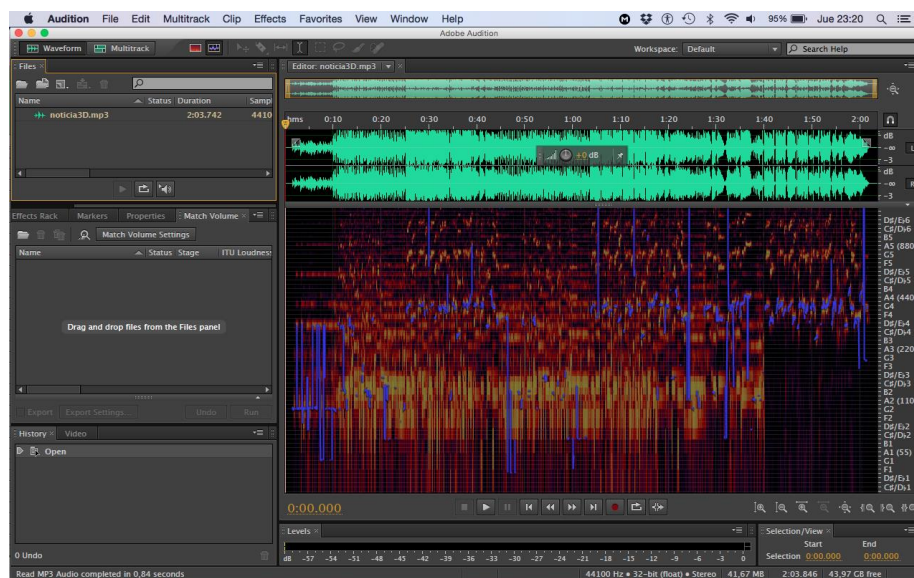 Audition File Edit Multitrack Clip Effects Favorites View Window Help 95% Jue 23:20
Adobe Audition
Waveform Multitrack Workspace: Default Search Help
Files
Name Status Duration Samp
noticia3D.mp3 2:03.742 4410
Effects Rack Markers Properties Match Volume
Match Volume Settings
Name Status Stage ITU Loudnes
Drag and drop files from the Files panel
Export Export Settings... Undo Run
History Video
Open
0 Undo
Read MP3 Audio completed in 0,84 seconds
Editor: noticia3D.mp3
hms 0:10 0:20 0:30 0:40 0:50 1:00 1:10 1:20 1:30 1:40 1:50 2:00
dB
-∞ L
-3
±0 dB
dB
-∞ R
-3
D♯/E♭6
C♯/D♭6
B5
A5 (880
G5
F5
D♯/E♭5
C♯/D♭5
B4
A4 (440
G4
F4
D♯/E♭4
C♯/D♭4
B3
A3 (220
G3
F3
D♯/E♭3
C♯/D♭3
B2
A2 (110
G2
F2
D♯/E♭2
C♯/D♭2
B1
A1 (55)
G1
F1
D♯/E♭1
C♯/D♭1
0:00.000
Levels
dB -57 -54 -51 -48 -45 -42 -39 -36 -33 -30 -27 -24 -21 -18 -15 -12 -9 -6 -3 0
Selection/View
Start End
Selection 0:00.000 0:00.000
44100 Hz • 32-bit (float) • Stereo 41,67 MB 2:03.846 43,97 GB free